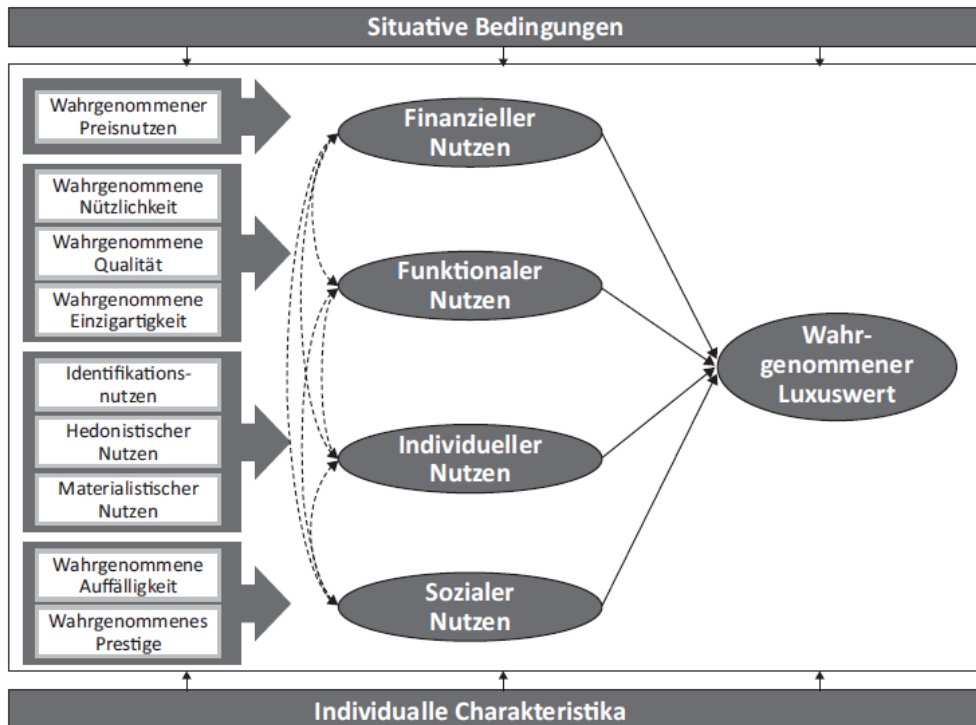 Situative Bedingungen
Wahrgenommener
Preisnutzen
Wahrgenommene
Nützlichkeit
Wahrgenommene
Qualität
Wahrgenommene
Einzigartigkeit
Identifikations-
nutzen
Hedonistischer
Nutzen
Materialistischer
Nutzen
Wahrgenommene
Auffälligkeit
Wahrgenommenes
Prestige
Finanzieller
Nutzen
Funktionaler
Nutzen
Individueller
Nutzen
Sozialer
Nutzen
Wahr-
genommener
Luxuswert
Individualle Charakteristika